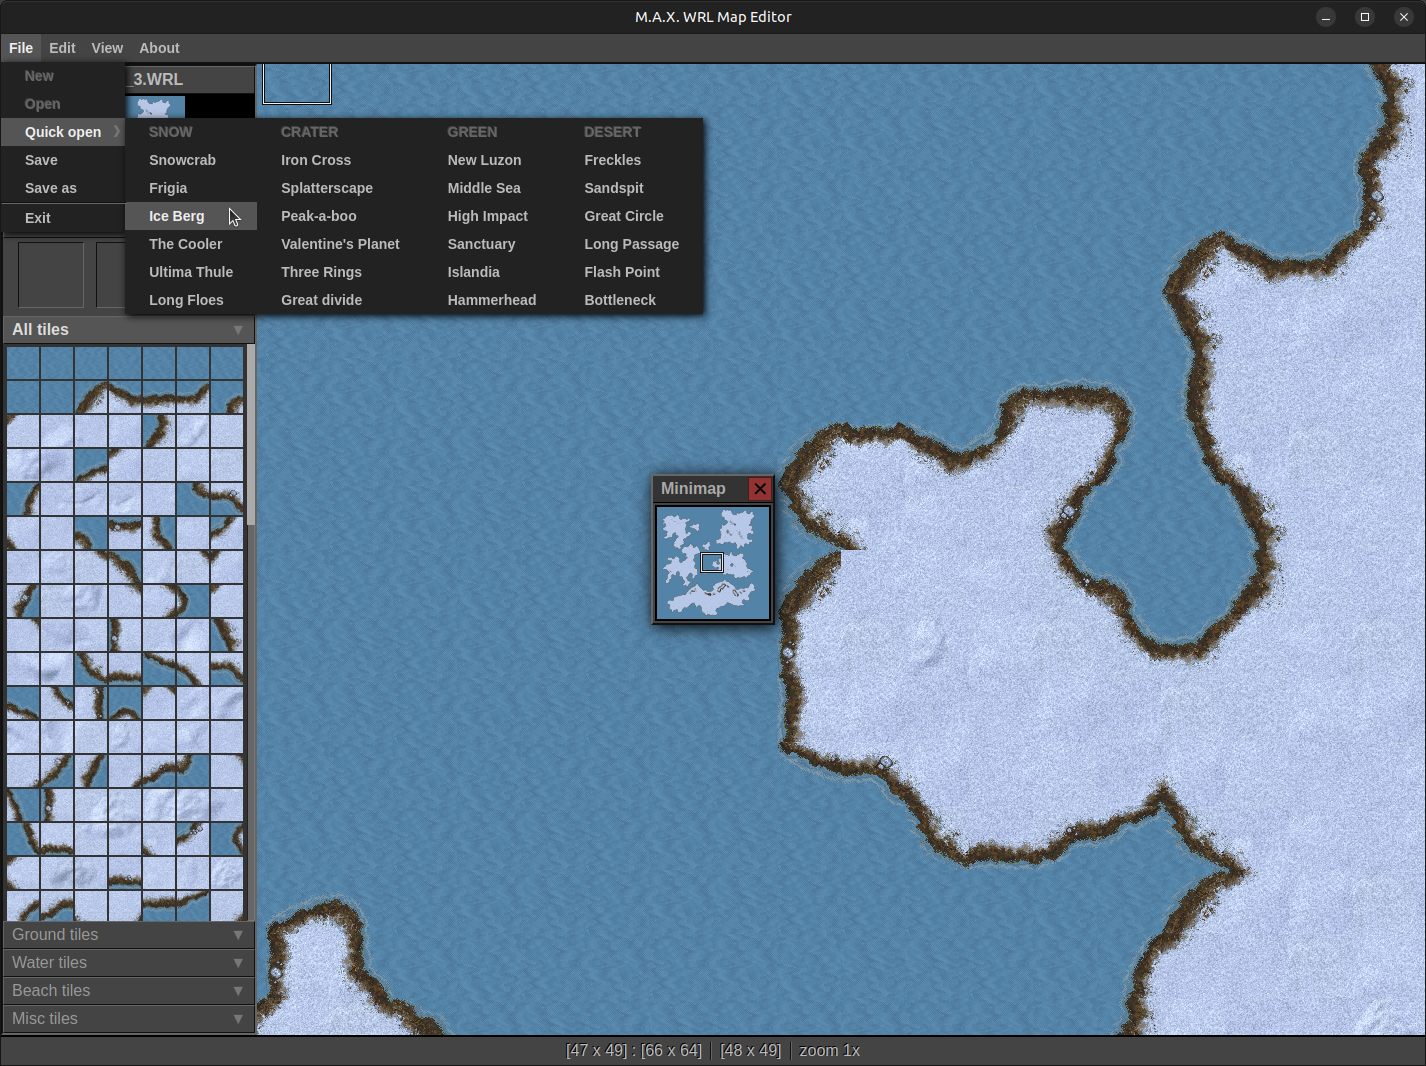 M.A.X. WRL Map Editor
File Edit View About
New
_3.WRL
Open
Quick open
SNOW CRATER GREEN DESERT
Save
Snowcrab Iron Cross New Luzon Freckles
Save as
Frigia Splatterscape Middle Sea Sandspit
Exit
Ice Berg Peak-a-boo High Impact Great Circle
The Cooler Valentine's Planet Sanctuary Long Passage
Ultima Thule Three Rings Islandia Flash Point
Long Floes Great divide Hammerhead Bottleneck
All tiles
Minimap
Ground tiles
Water tiles
Beach tiles
Misc tiles
[47 x 49] : [66 x 64] [48 x 49] zoom 1x